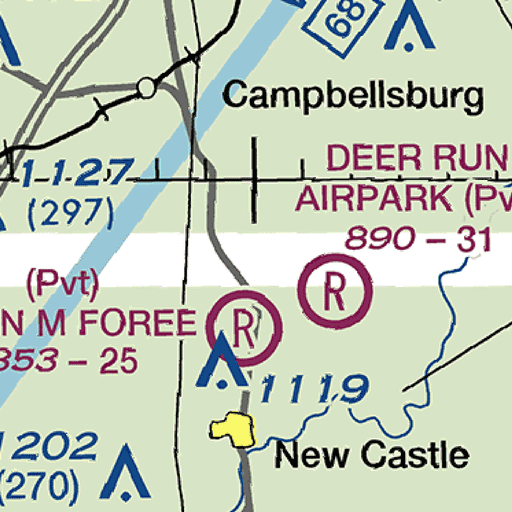 68
Campbellsburg
DEER RUN
AIRPARK (Pv
890 - 31
1127
(297)
(Pvt)
N M FOREE
353 - 25
R
R
1119
1202
(270)
New Castle